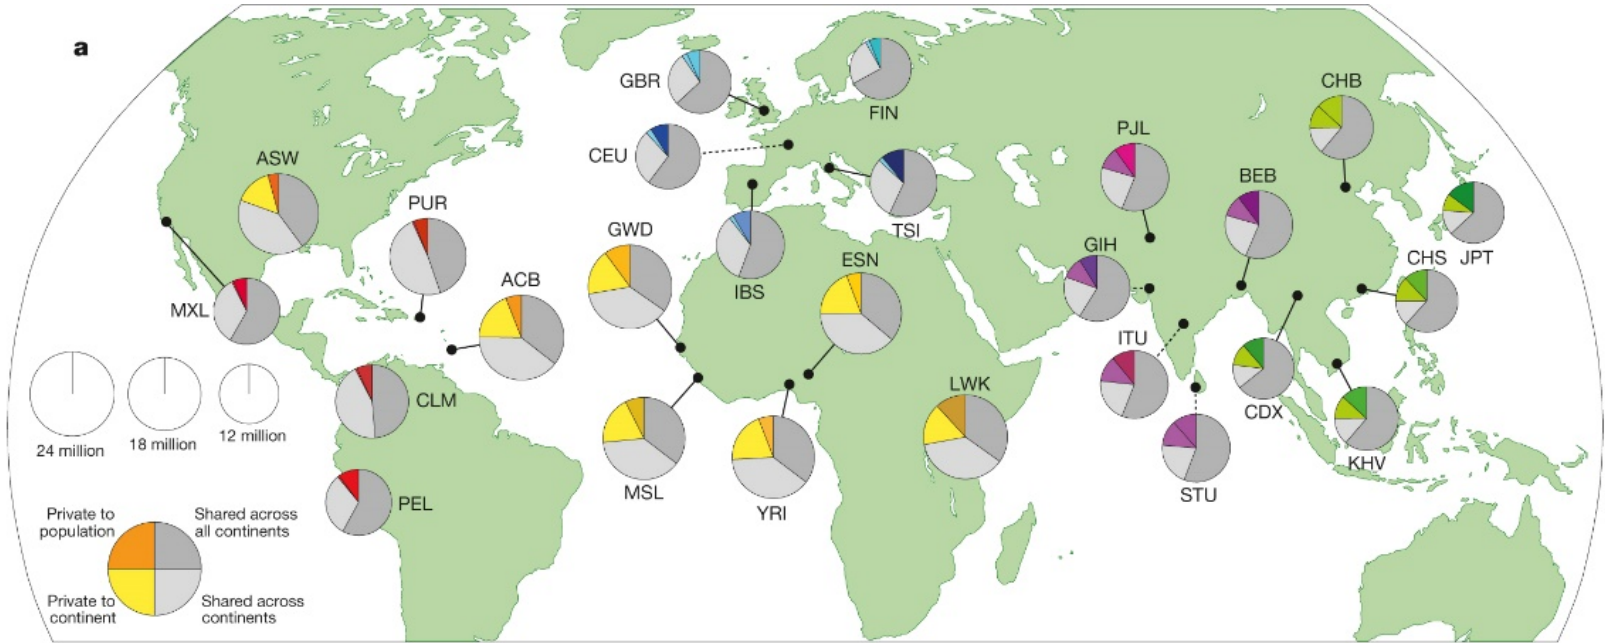 a
GBR
FIN
CHB
CEU
PJL
ASW
BEB
PUR
TSI
GWD
GIH
ESN
CHS
JPT
ACB
IBS
MXL
ITU
LWK
CLM
CDX
24 million
18 million
12 million
KHV
MSL
STU
PEL
YRI
Private to
population
Shared across
all continents
Private to
continent
Shared across
continents